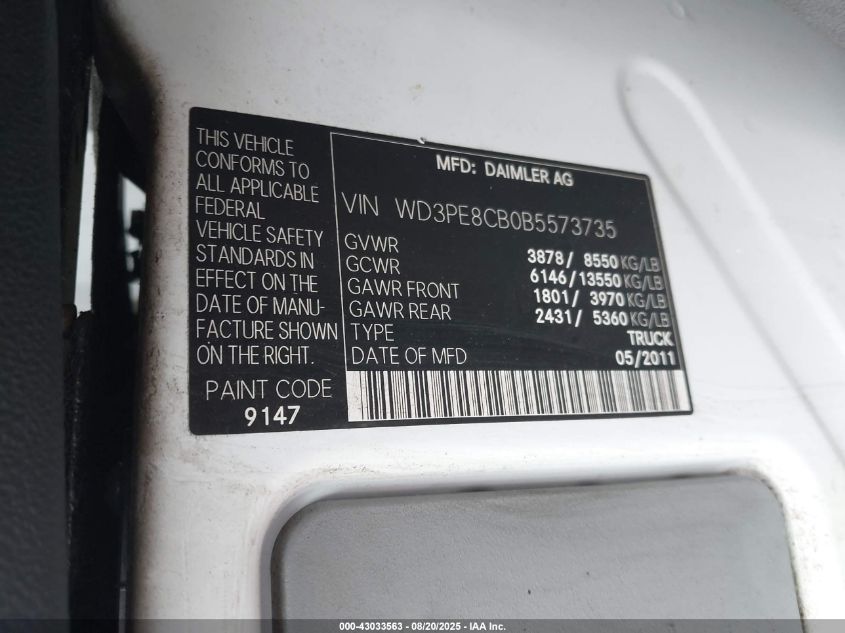 THIS VEHICLE
CONFORMS TO
ALL APPLICABLE
FEDERAL
VEHICLE SAFETY
STANDARDS IN
EFFECT ON THE
DATE OF MANU-
FACTURE SHOWN
ON THE RIGHT.
PAINT CODE
9147
MFD: DAIMLER AG
VIN WD3PE8CB0B5573735
GVWR 3878/ 8550 KG/LB
GCWR 6146/13550 KG/LB
GAWR FRONT 1801/ 3970 KG/LB
GAWR REAR 2431/ 5360 KG/LB
TYPE TRUCK
DATE OF MFD 05/2011
000-43033563 - 08/20/2025 - IAA Inc.